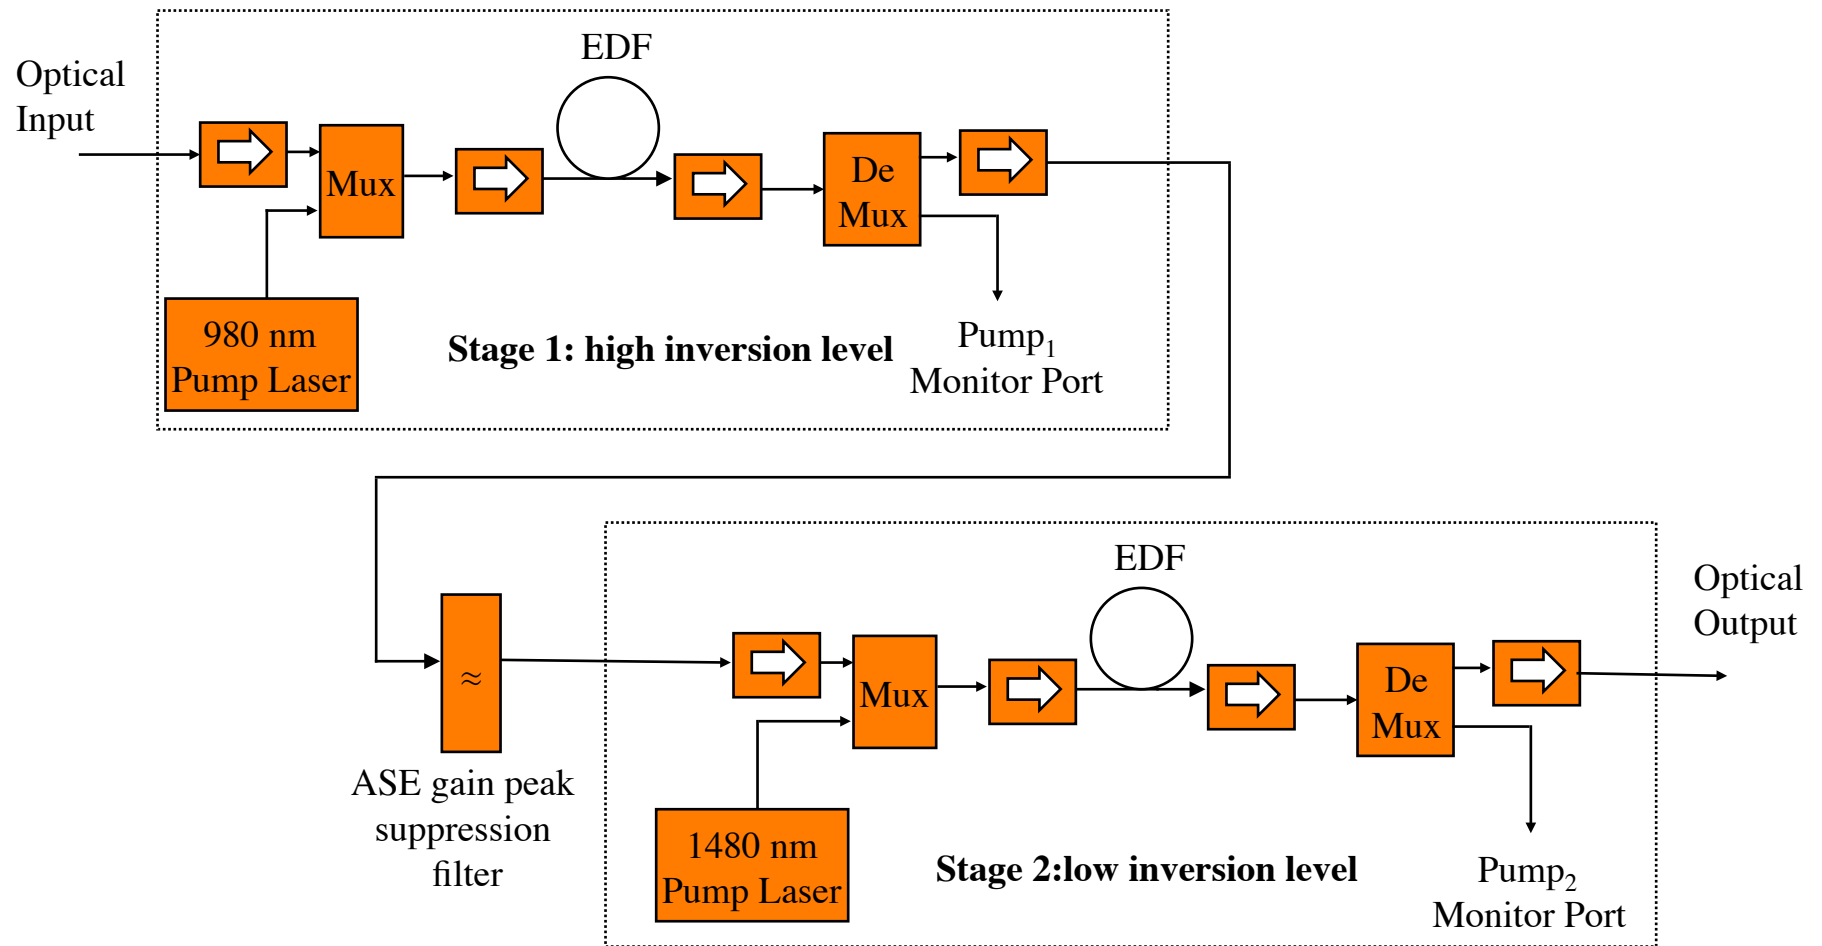 Optical
Input
EDF
Mux
De
Mux
980 nm
Pump Laser
Stage 1: high inversion level
Pump₁
Monitor Port
≈
ASE gain peak
suppression
filter
EDF
Mux
De
Mux
Optical
Output
1480 nm
Pump Laser
Stage 2:low inversion level
Pump₂
Monitor Port